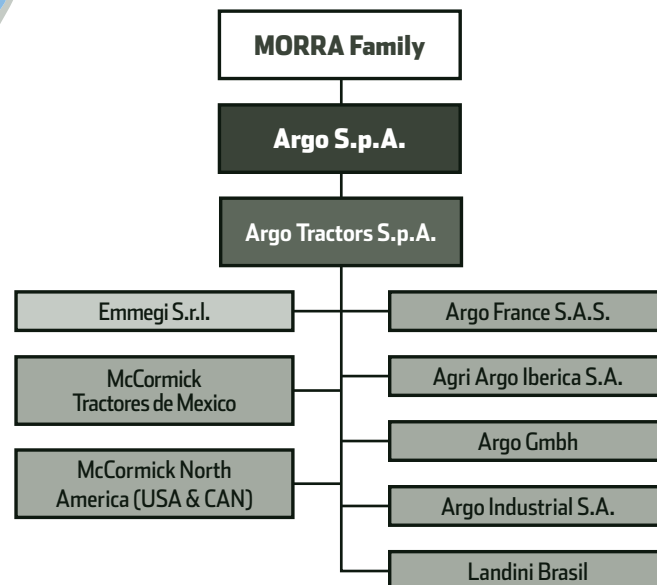 MORRA Family
Argo S.p.A.
Argo Tractors S.p.A.
Emmegi S.r.l.
McCormick
Tractores de Mexico
McCormick North
America (USA & CAN)
Argo France S.A.S.
Agri Argo Iberica S.A.
Argo Gmbh
Argo Industrial S.A.
Landini Brasil